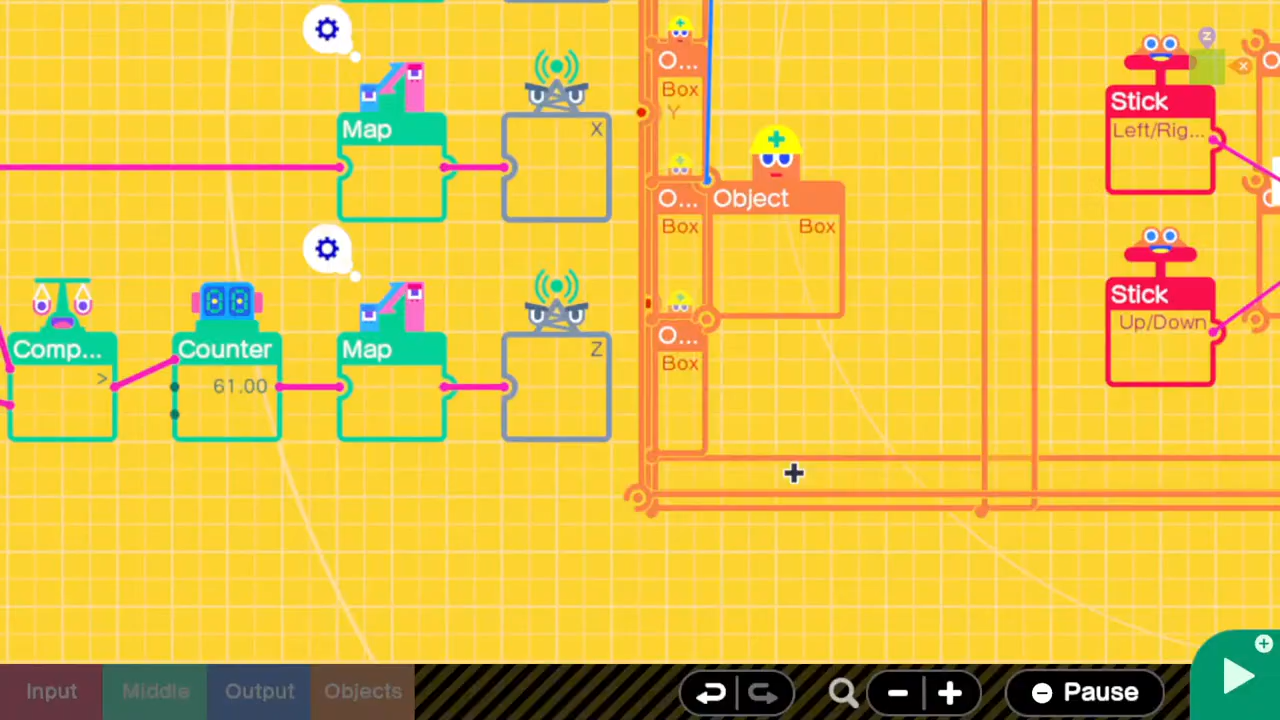 Map
X
Map
Z
Comp...
>
Counter
61.00
O...
Box
Y
O...
Box
O...
Box
Object
Box
Z
X
Stick
Left/Rig...
Stick
Up/Down
Input
Middle
Output
Objects
Pause